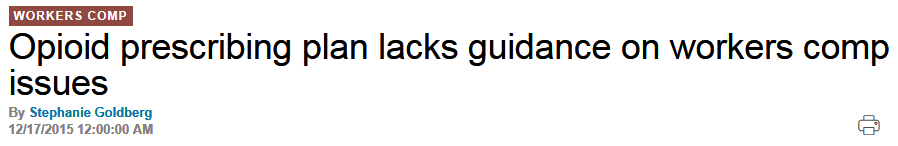 WORKERS COMP
Opioid prescribing plan lacks guidance on workers comp
issues
By Stephanie Goldberg
12/17/2015 12:00:00 AM